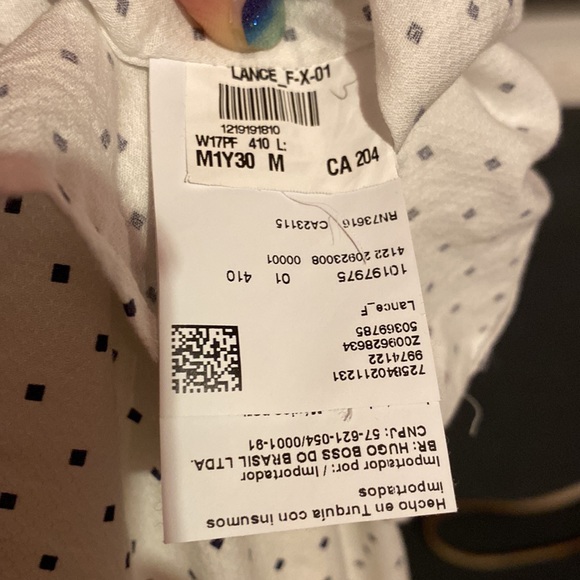 LANCE_F-X-01
1219191810
W17PF 410 L:
M1Y30 M CA 204
Hecho en Turquía con insumos
importados
Importador por: / Importador
BR: HUGO BOSS DO BRASIL LTDA.
CNPJ: 57-621-054/0001-91
725840211231
9974122
Z009628634
50369785
Lance_F
10197975 01 410
4122 20923008 00001
RN73616 CA23115